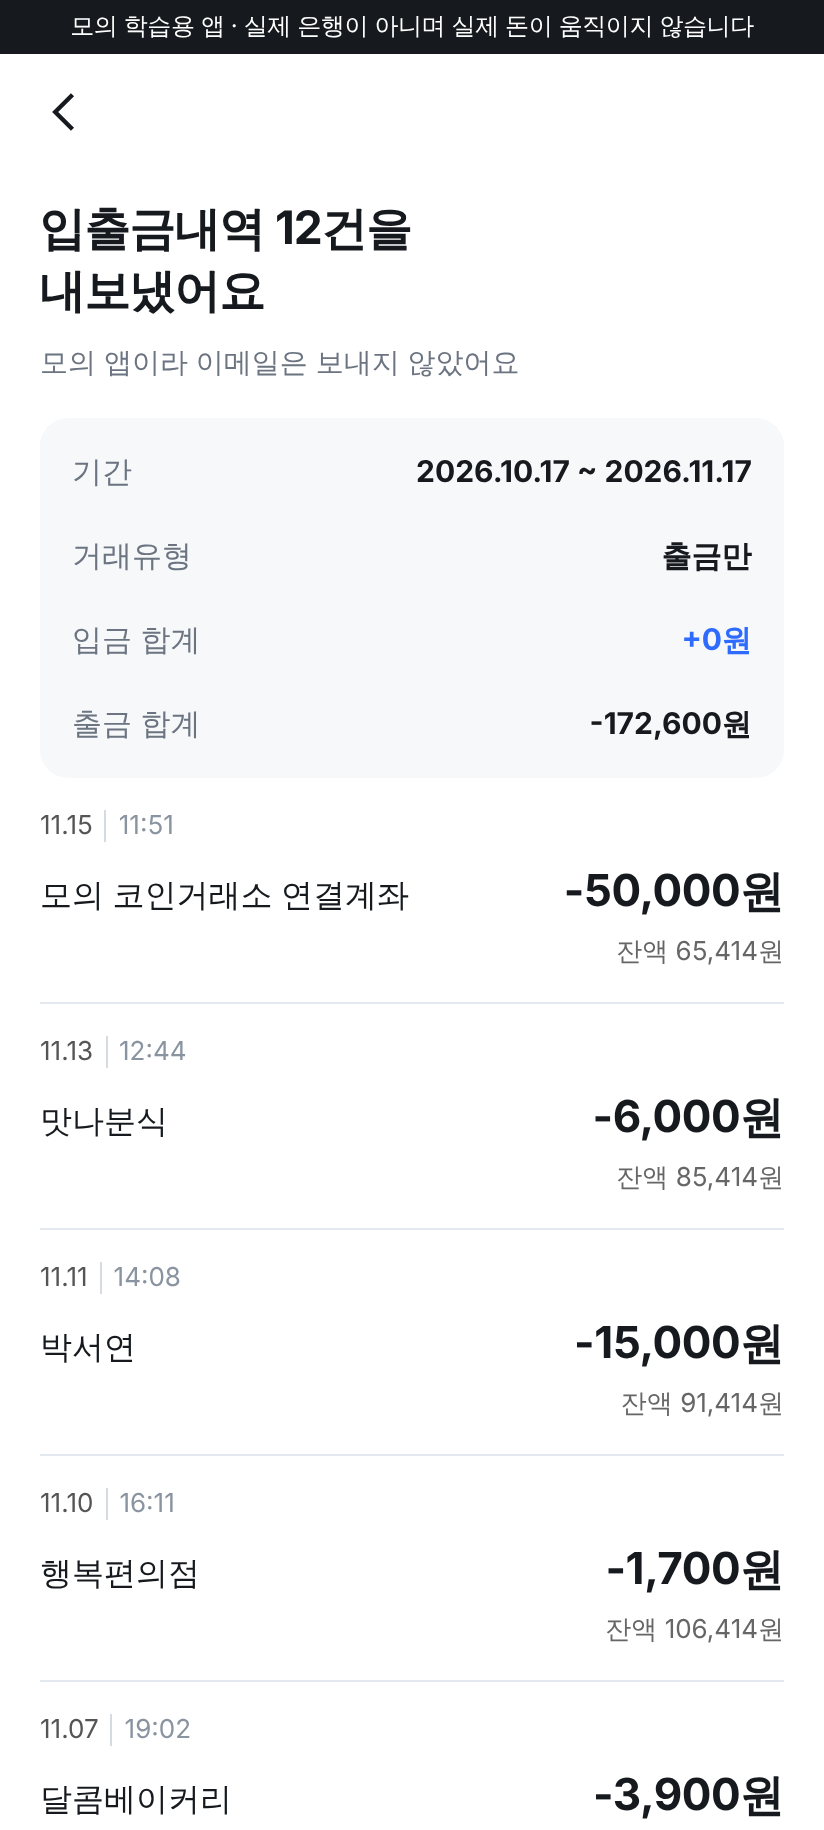 모의 학습용 앱 · 실제 은행이 아니며 실제 돈이 움직이지 않습니다
입출금내역 12건을
내보냈어요
모의 앱이라 이메일은 보내지 않았어요
기간 2026.10.17 ~ 2026.11.17
거래유형 출금만
입금 합계 +0원
출금 합계 -172,600원
11.15 11:51
모의 코인거래소 연결계좌 -50,000원
잔액 65,414원
11.13 12:44
맛나분식 -6,000원
잔액 85,414원
11.11 14:08
박서연 -15,000원
잔액 91,414원
11.10 16:11
행복편의점 -1,700원
잔액 106,414원
11.07 19:02
달콤베이커리 -3,900원